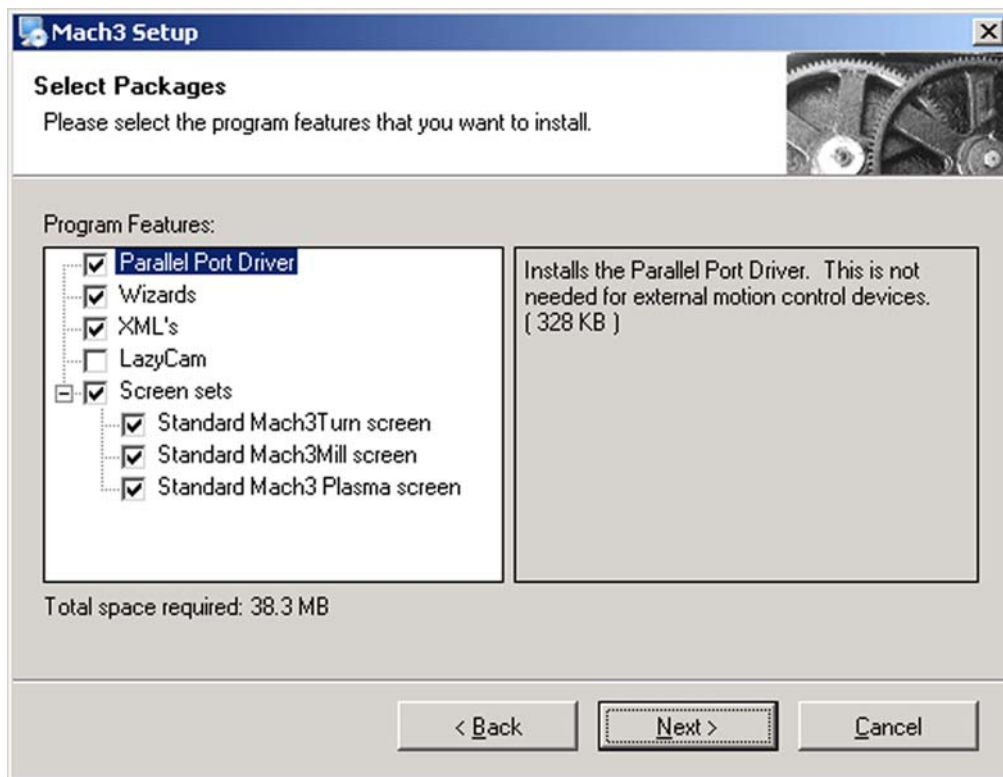 Mach3 Setup
Select Packages
Please select the program features that you want to install.
Program Features:
Parallel Port Driver
Wizards
XML's
LazyCam
Screen sets
Standard Mach3Turn screen
Standard Mach3Mill screen
Standard Mach3 Plasma screen
Installs the Parallel Port Driver. This is not
needed for external motion control devices.
( 328 KB )
Total space required: 38.3 MB
< Back
Next >
Cancel